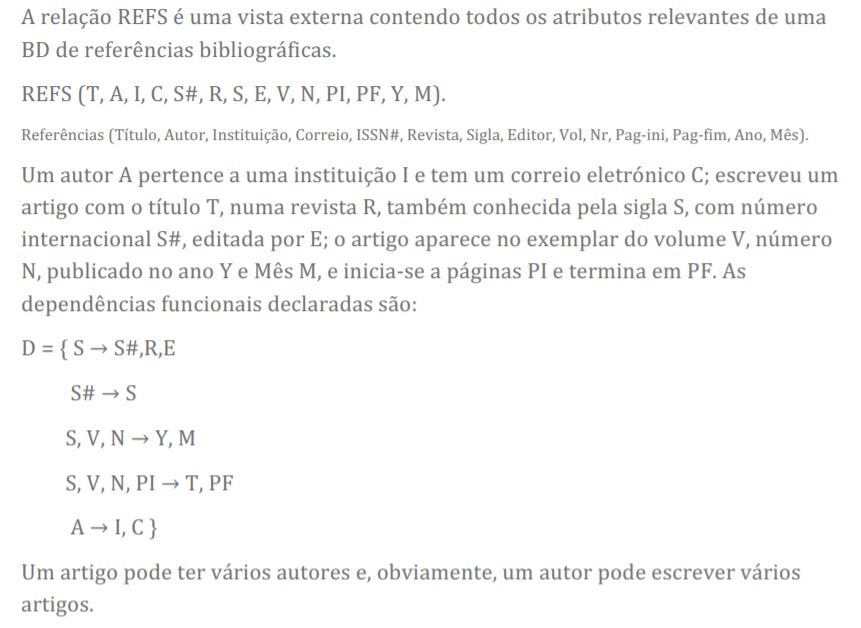 A relação REFS é uma vista externa contendo todos os atributos relevantes de uma
BD de referências bibliográficas.
REFS (T, A, I, C, S#, R, S, E, V, N, PI, PF, Y, M).
Referências (Título, Autor, Instituição, Correio, ISSN#, Revista, Sigla, Editor, Vol, Nr, Pag-ini, Pag-fim, Ano, Mês).
Um autor A pertence a uma instituição I e tem um correio eletrónico C; escreveu um
artigo com o título T, numa revista R, também conhecida pela sigla S, com número
internacional S#, editada por E; o artigo aparece no exemplar do volume V, número
N, publicado no ano Y e Mês M, e inicia-se a páginas PI e termina em PF. As
dependências funcionais declaradas são:
D = { S → S#,R,E
S# → S
S, V, N → Y, M
S, V, N, PI → T, PF
A → I, C }
Um artigo pode ter vários autores e, obviamente, um autor pode escrever vários
artigos.